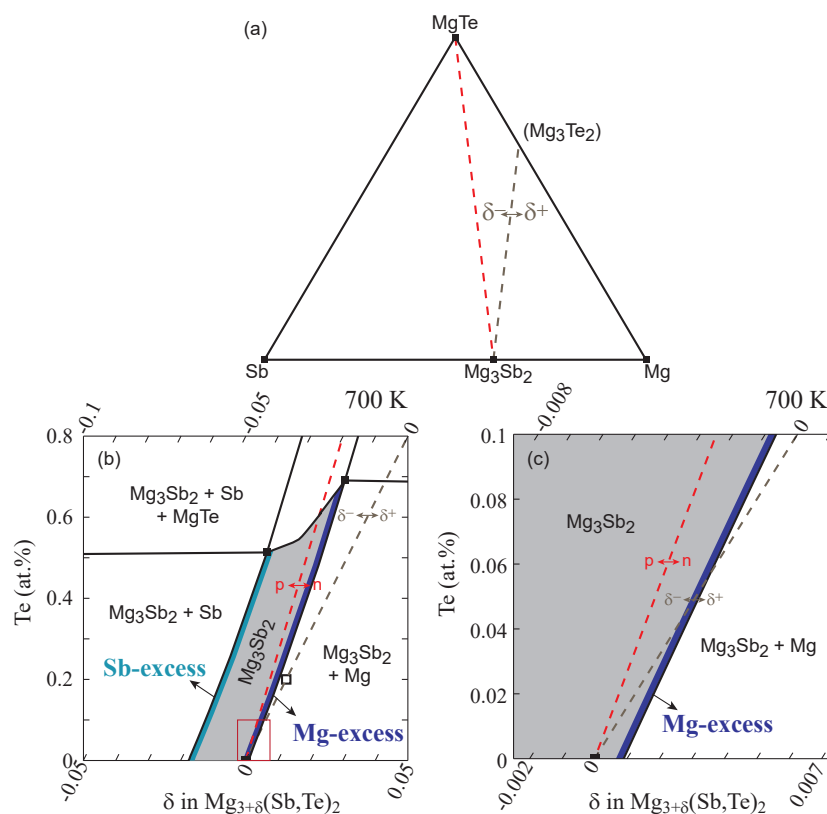 (a)
MgTe
(Mg₃Te₂)
δ⁻ δ⁺
Sb
Mg₃Sb₂
Mg
-0.1
-0.05
700 K
0
(b)
0.8
0.6
0.4
0.2
0
Te (at.%)
Mg₃Sb₂ + Sb
+ MgTe
δ⁻ δ⁺
p n
Mg₃Sb₂ + Sb
Mg₃Sb₂
Sb-excess
Mg₃Sb₂
+ Mg
Mg-excess
-0.05
0
0.05
δ in Mg₃₊δ(Sb,Te)₂
-0.008
700 K
0
(c)
0.1
0.08
0.06
0.04
0.02
0
Te (at.%)
Mg₃Sb₂
p n
δ⁻ δ⁺
Mg₃Sb₂ + Mg
Mg-excess
-0.002
0
0.007
δ in Mg₃₊δ(Sb,Te)₂